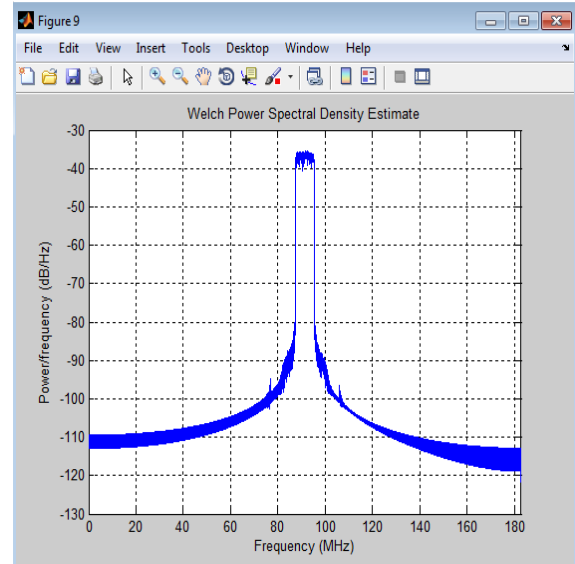 Figure 9
File Edit View Insert Tools Desktop Window Help
Welch Power Spectral Density Estimate
-30
-40
-50
-60
-70
-80
-90
-100
-110
-120
-130
Power/frequency (dB/Hz)
0 20 40 60 80 100 120 140 160 180
Frequency (MHz)